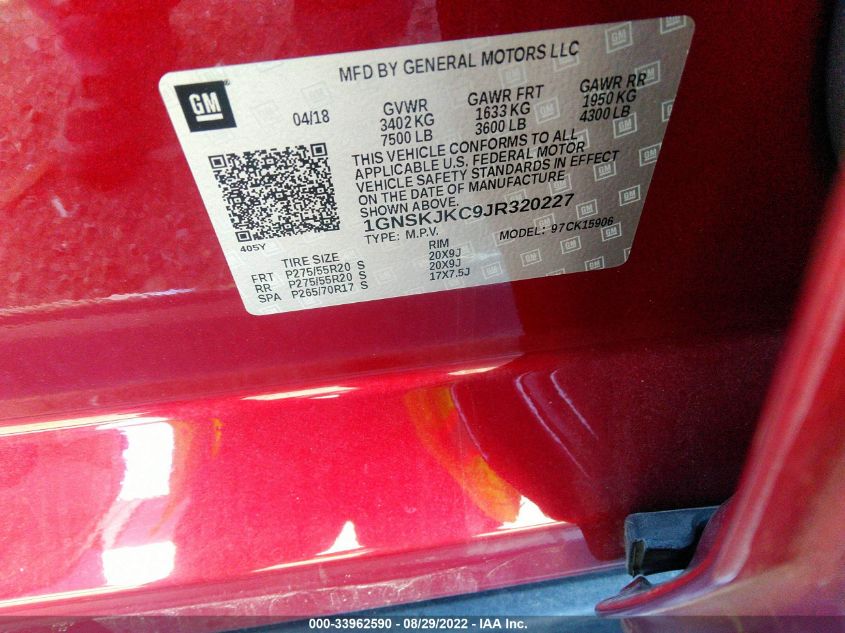 MFD BY GENERAL MOTORS LLC
GM
04/18
GVWR
3402 KG
7500 LB
GAWR FRT
1633 KG
3600 LB
GAWR RR
1950 KG
4300 LB
THIS VEHICLE CONFORMS TO ALL
APPLICABLE U.S. FEDERAL MOTOR
VEHICLE SAFETY STANDARDS IN EFFECT
ON THE DATE OF MANUFACTURE
SHOWN ABOVE.
1GNSKJKC9JR320227
TYPE: M.P.V. MODEL: 97CK15906
405Y
TIRE SIZE RIM
FRT P275/55R20 S 20X9J
RR P275/55R20 S 20X9J
SPA P265/70R17 S 17X7.5J
000-33962590 - 08/29/2022 - IAA Inc.